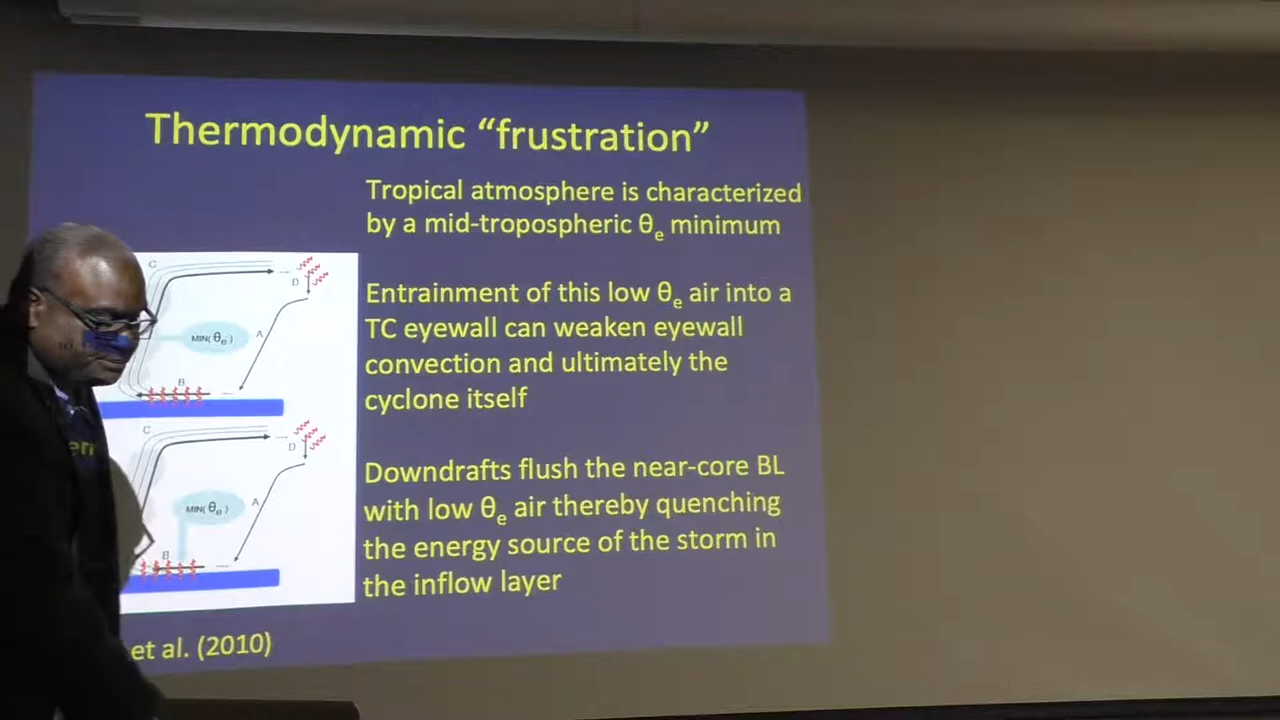 Thermodynamic “frustration”
Tropical atmosphere is characterized
by a mid-tropospheric θe minimum
Entrainment of this low θe air into a
TC eyewall can weaken eyewall
convection and ultimately the
cyclone itself
Downdrafts flush the near-core BL
with low θe air thereby quenching
the energy source of the storm in
the inflow layer
C
D
MIN( θe )
A
B
C
D
MIN( θe )
A
B
et al. (2010)